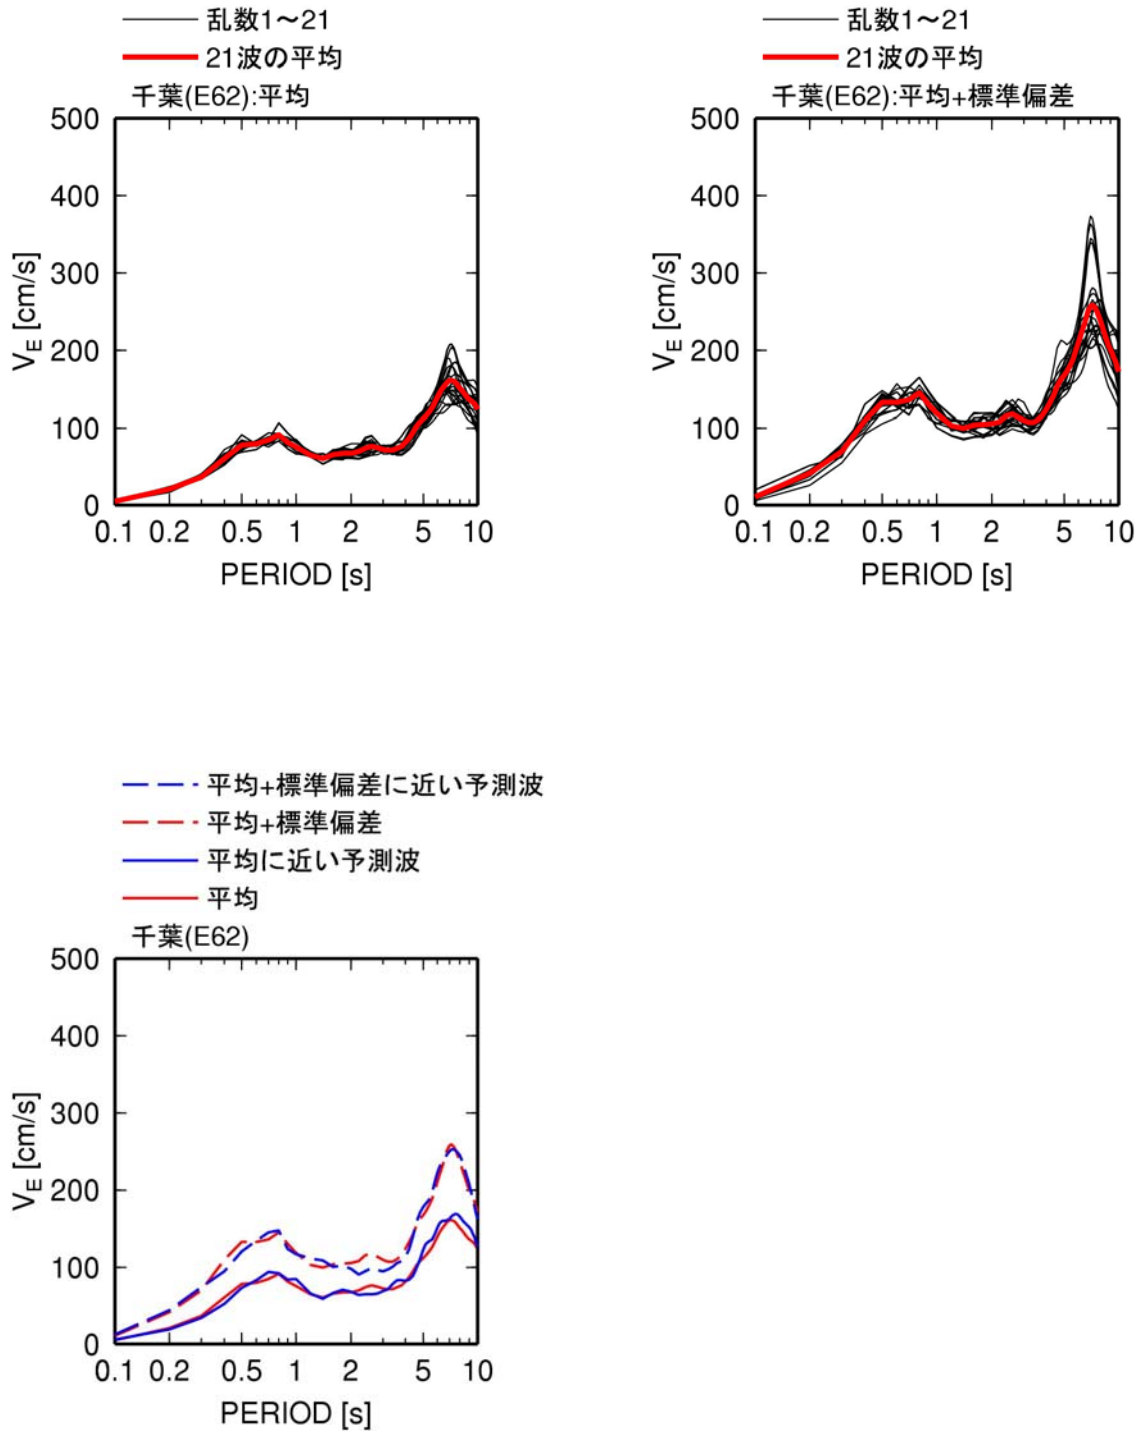 乱数1〜21
21波の平均
千葉(E62):平均
500
400
300
200
100
0
V_E [cm/s]
0.1 0.2 0.5 1 2 5 10
PERIOD [s]
乱数1〜21
21波の平均
千葉(E62):平均+標準偏差
500
400
300
200
100
0
V_E [cm/s]
0.1 0.2 0.5 1 2 5 10
PERIOD [s]
平均+標準偏差に近い予測波
平均+標準偏差
平均に近い予測波
平均
千葉(E62)
500
400
300
200
100
0
V_E [cm/s]
0.1 0.2 0.5 1 2 5 10
PERIOD [s]